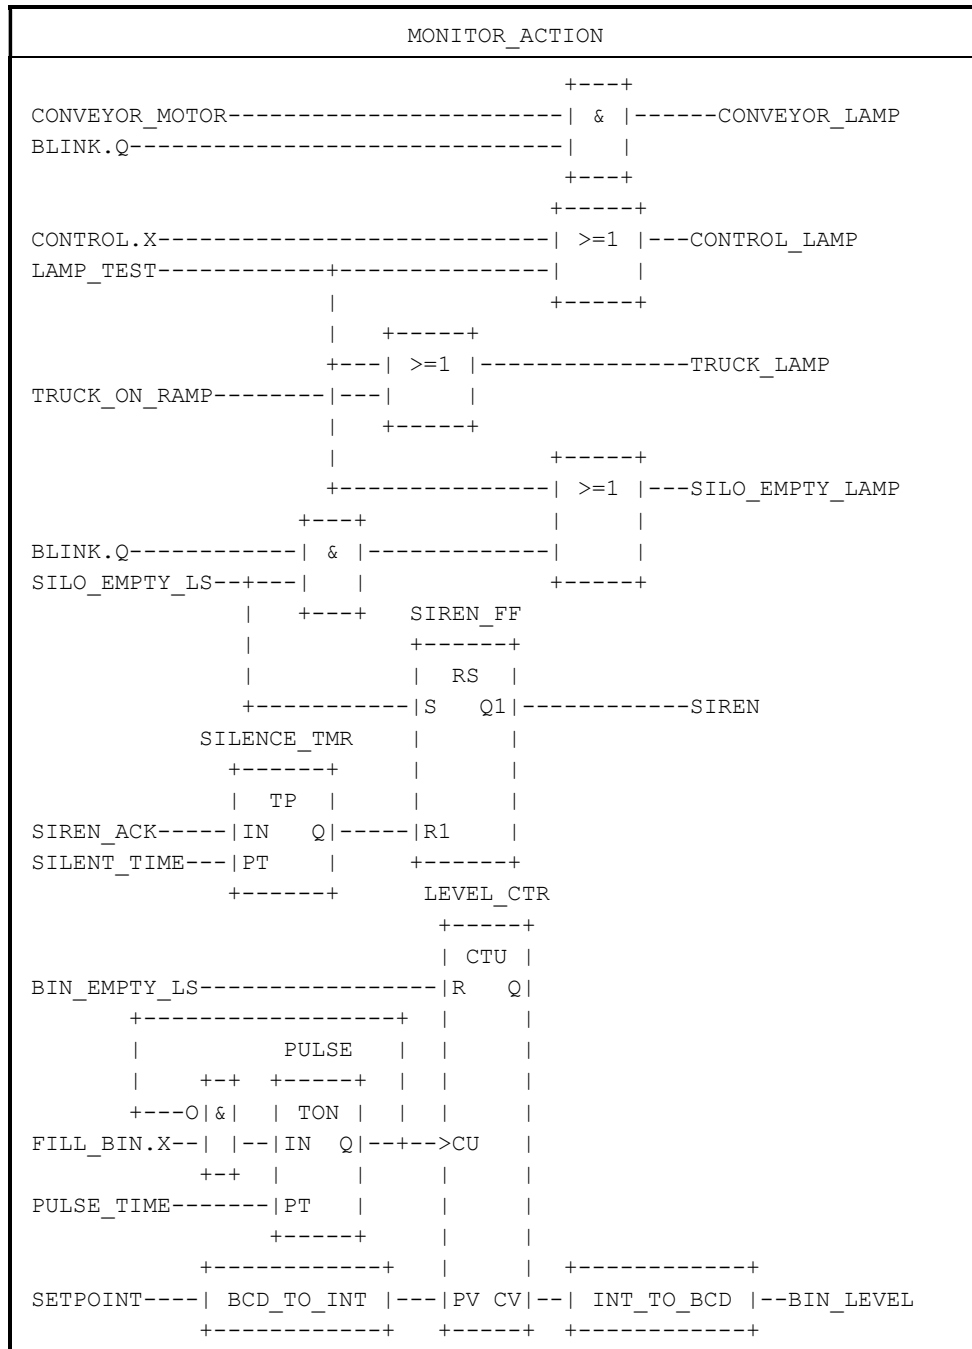 MONITOR_ACTION
+---+
CONVEYOR_MOTOR------------------------| & |------CONVEYOR_LAMP
BLINK.Q-------------------------------|   |
+---+
+-----+
CONTROL.X----------------------------| >=1 |---CONTROL_LAMP
LAMP_TEST------------+---------------|     |
|               +-----+
|   +-----+
+---| >=1 |---------------TRUCK_LAMP
TRUCK_ON_RAMP--------|---|     |
|   +-----+
|               +-----+
+---------------| >=1 |---SILO_EMPTY_LAMP
+---+             |     |
BLINK.Q------------| & |-------------|     |
SILO_EMPTY_LS--+---|   |             +-----+
|   +---+   SIREN_FF
|           +------+
|           |  RS  |
+-----------|S   Q1|------------SIREN
SILENCE_TMR    |      |
+------+     |      |
|  TP  |     |      |
SIREN_ACK-----|IN   Q|-----|R1    |
SILENT_TIME---|PT    |     +------+
+------+      LEVEL_CTR
+-----+
| CTU |
BIN_EMPTY_LS-----------------|R   Q|
+------------------+  |     |
|          PULSE   |  |     |
|    +-+  +-----+  |  |     |
+---O|&|  | TON |  |  |     |
FILL_BIN.X--| |--|IN  Q|--+-->CU   |
+-+  |     |     |     |
PULSE_TIME-------|PT   |     |     |
+-----+     |     |
+------------+   |     |  +------------+
SETPOINT----| BCD_TO_INT |---|PV CV|--| INT_TO_BCD |--BIN_LEVEL
+------------+   +-----+  +------------+